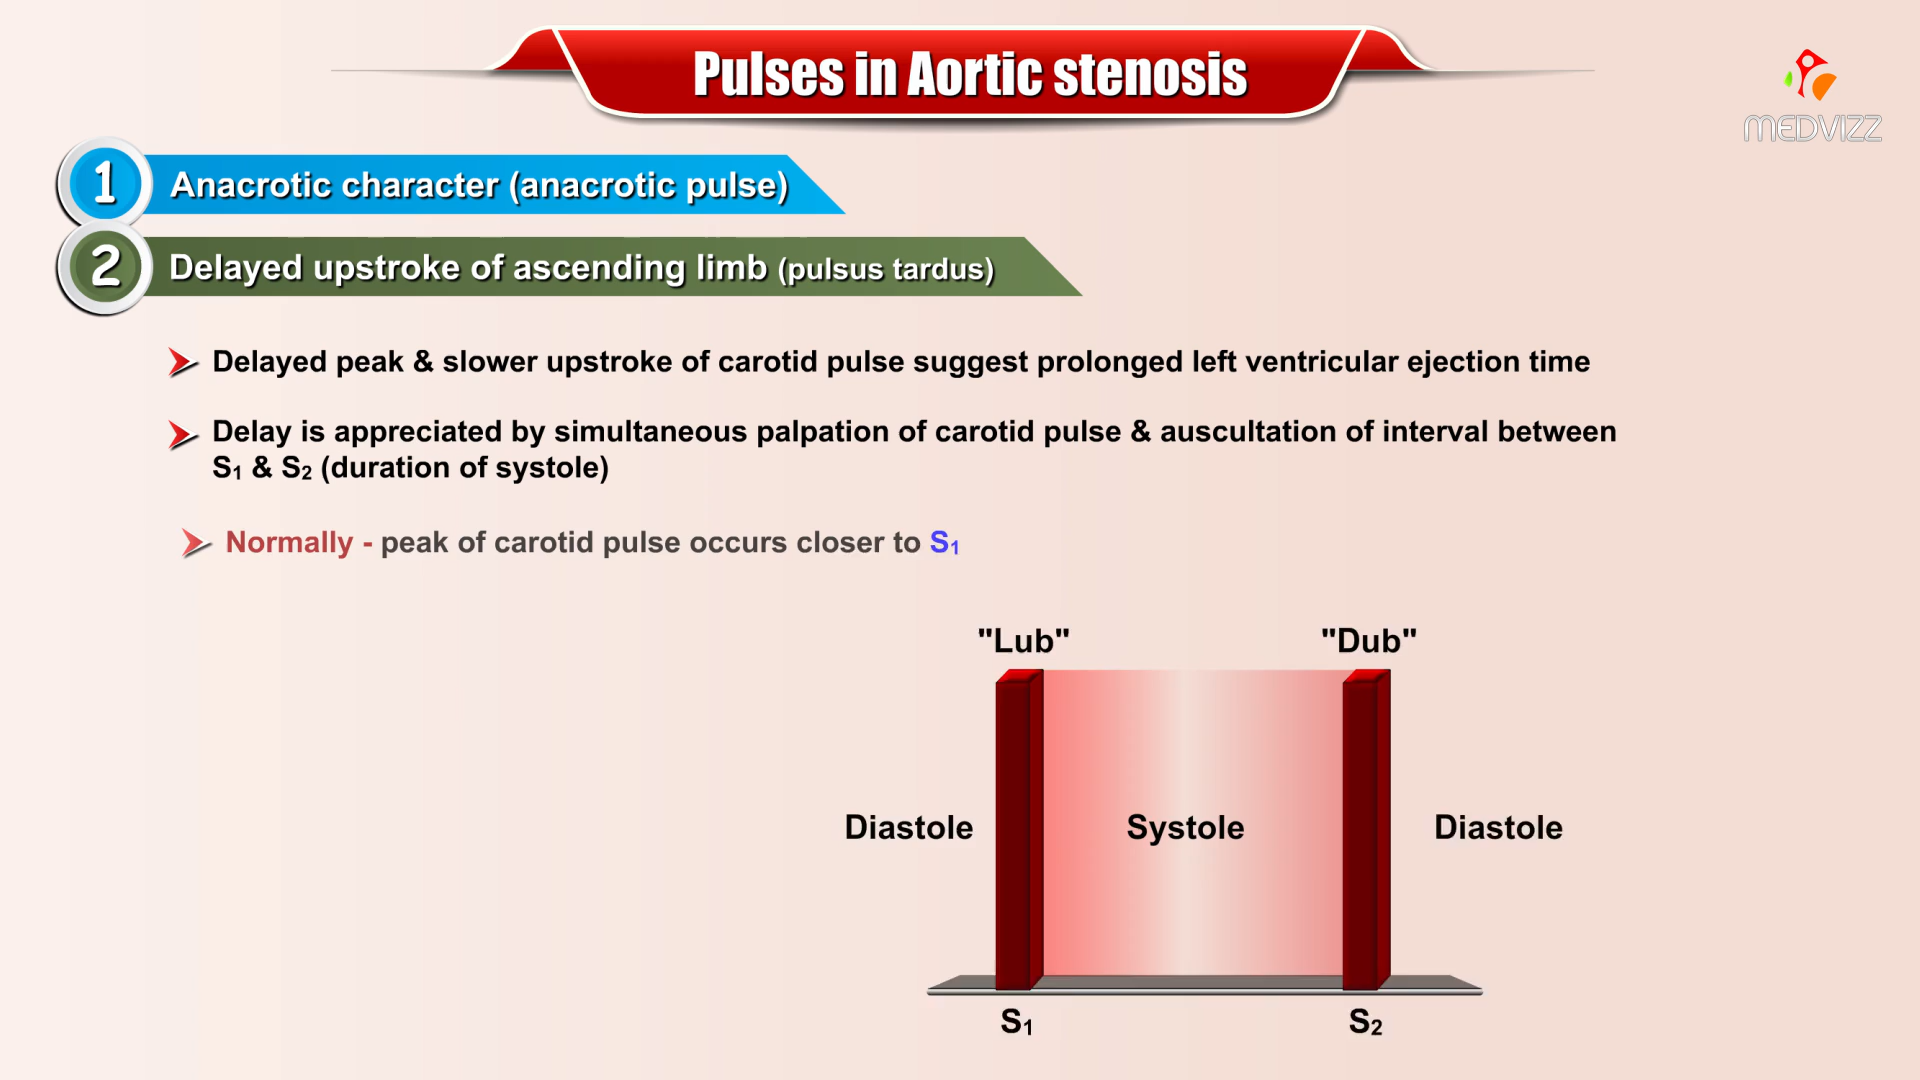 Pulses in Aortic stenosis
MEDVIZZ
1 Anacrotic character (anacrotic pulse)
2 Delayed upstroke of ascending limb (pulsus tardus)
Delayed peak & slower upstroke of carotid pulse suggest prolonged left ventricular ejection time
Delay is appreciated by simultaneous palpation of carotid pulse & auscultation of interval between
S₁ & S₂ (duration of systole)
Normally - peak of carotid pulse occurs closer to S₁
"Lub" "Dub"
Diastole Systole Diastole
S₁ S₂